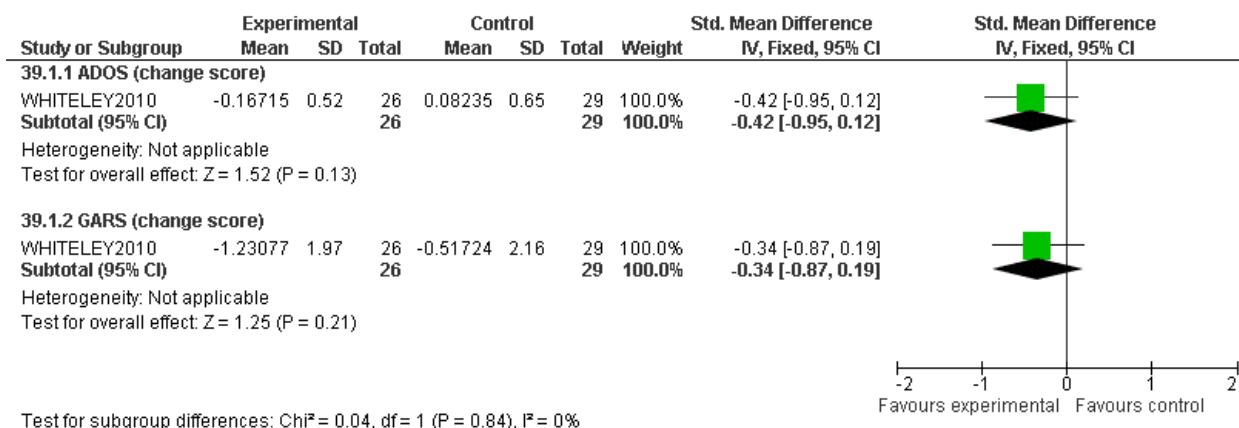 Experimental Control Std. Mean Difference Std. Mean Difference
Study or Subgroup Mean SD Total Mean SD Total Weight IV, Fixed, 95% CI IV, Fixed, 95% CI
39.1.1 ADOS (change score)
WHITELEY2010 -0.16715 0.52 26 0.08235 0.65 29 100.0% -0.42 [-0.95, 0.12]
Subtotal (95% CI) 26 29 100.0% -0.42 [-0.95, 0.12]
Heterogeneity: Not applicable
Test for overall effect: Z = 1.52 (P = 0.13)
39.1.2 GARS (change score)
WHITELEY2010 -1.23077 1.97 26 -0.51724 2.16 29 100.0% -0.34 [-0.87, 0.19]
Subtotal (95% CI) 26 29 100.0% -0.34 [-0.87, 0.19]
Heterogeneity: Not applicable
Test for overall effect: Z = 1.25 (P = 0.21)
-2 -1 0 1 2
Favours experimental Favours control
Test for subgroup differences: Chi² = 0.04, df = 1 (P = 0.84), I² = 0%